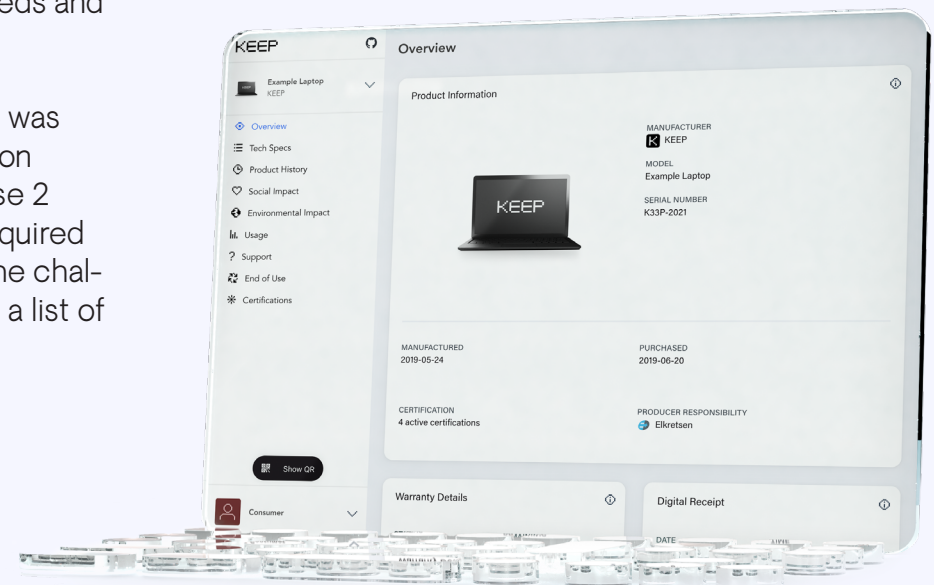 eds and
was
on
se 2
quired
ne chal-
a list of
KEEP
Example Laptop
KEEP
Overview
Tech Specs
Product History
Social Impact
Environmental Impact
Usage
Support
End of Use
Certifications
Show QR
Consumer
Overview
Product Information
KEEP
MANUFACTURER
KEEP
MODEL
Example Laptop
SERIAL NUMBER
K33P-2021
MANUFACTURED
2019-05-24
PURCHASED
2019-06-20
CERTIFICATION
4 active certifications
PRODUCER RESPONSIBILITY
Elkretsen
Warranty Details
Digital Receipt
DATE